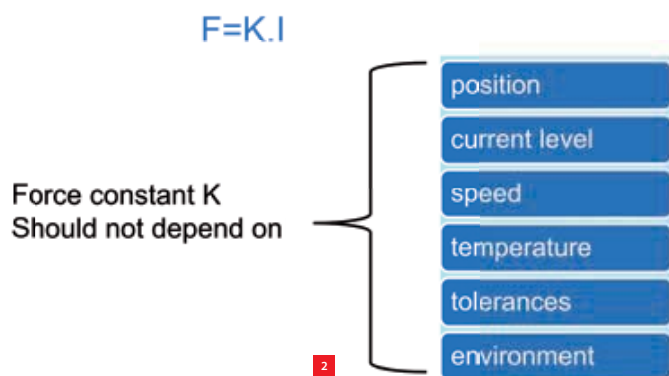 F=K.I
position
current level
Force constant K
speed
Should not depend on
temperature
tolerances
environment
2